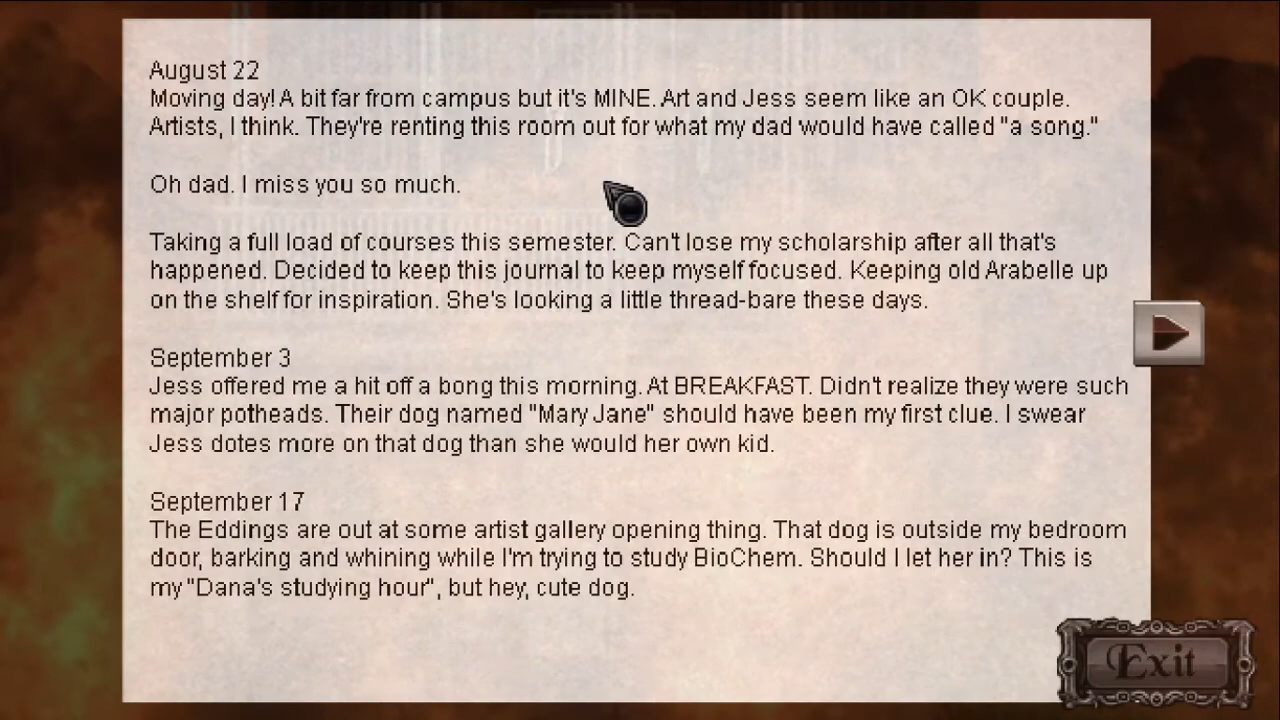 August 22
Moving day! A bit far from campus but it's MINE. Art and Jess seem like an OK couple.
Artists, I think. They're renting this room out for what my dad would have called "a song."
Oh dad. I miss you so much.
Taking a full load of courses this semester. Can't lose my scholarship after all that's
happened. Decided to keep this journal to keep myself focused. Keeping old Arabelle up
on the shelf for inspiration. She's looking a little thread-bare these days.
September 3
Jess offered me a hit off a bong this morning. At BREAKFAST. Didn't realize they were such
major potheads. Their dog named "Mary Jane" should have been my first clue. I swear
Jess dotes more on that dog than she would her own kid.
September 17
The Eddings are out at some artist gallery opening thing. That dog is outside my bedroom
door, barking and whining while I'm trying to study BioChem. Should I let her in? This is
my "Dana's studying hour", but hey, cute dog.
Exit